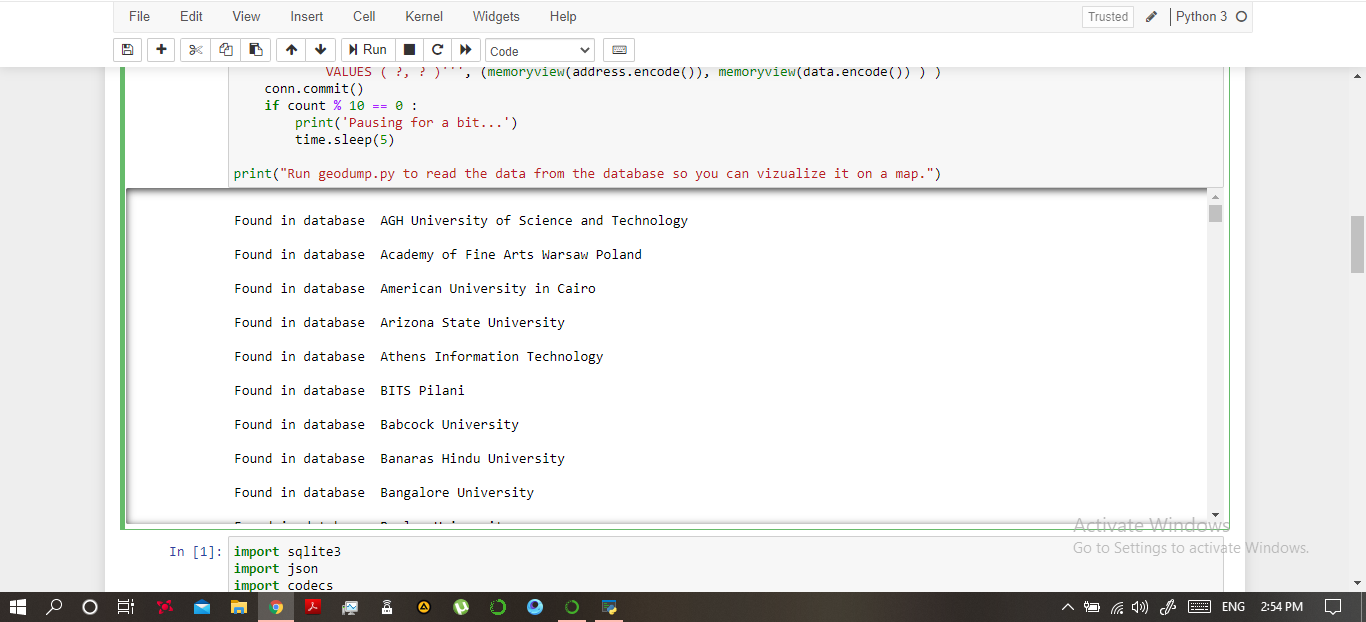 File Edit View Insert Cell Kernel Widgets Help Trusted Python 3
Run Code
VALUES ( ?, ? )''', (memoryview(address.encode()), memoryview(data.encode()) ) )
conn.commit()
if count % 10 == 0 :
print('Pausing for a bit...')
time.sleep(5)
print("Run geodump.py to read the data from the database so you can vizualize it on a map.")
Found in database AGH University of Science and Technology
Found in database Academy of Fine Arts Warsaw Poland
Found in database American University in Cairo
Found in database Arizona State University
Found in database Athens Information Technology
Found in database BITS Pilani
Found in database Babcock University
Found in database Banaras Hindu University
Found in database Bangalore University
Activate Windows
Go to Settings to activate Windows.
In [1]: import sqlite3
import json
import codecs
ENG 2:54 PM